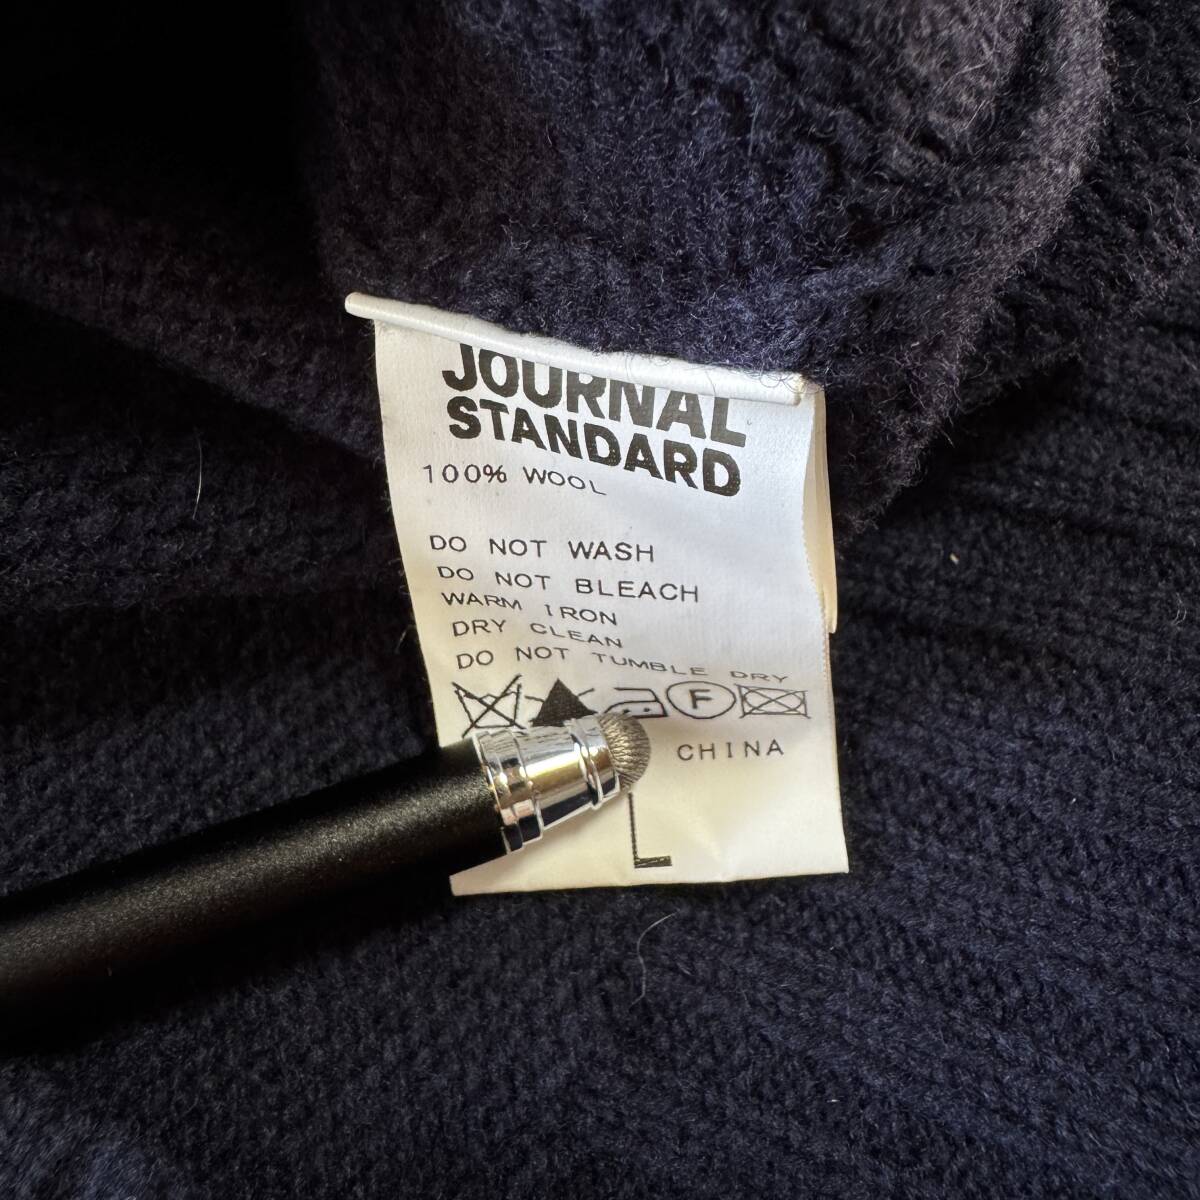 JOURNAL
STANDARD
100% WOOL
DO NOT WASH
DO NOT BLEACH
WARM IRON
DRY CLEAN
DO NOT TUMBLE DRY
F
CHINA
L